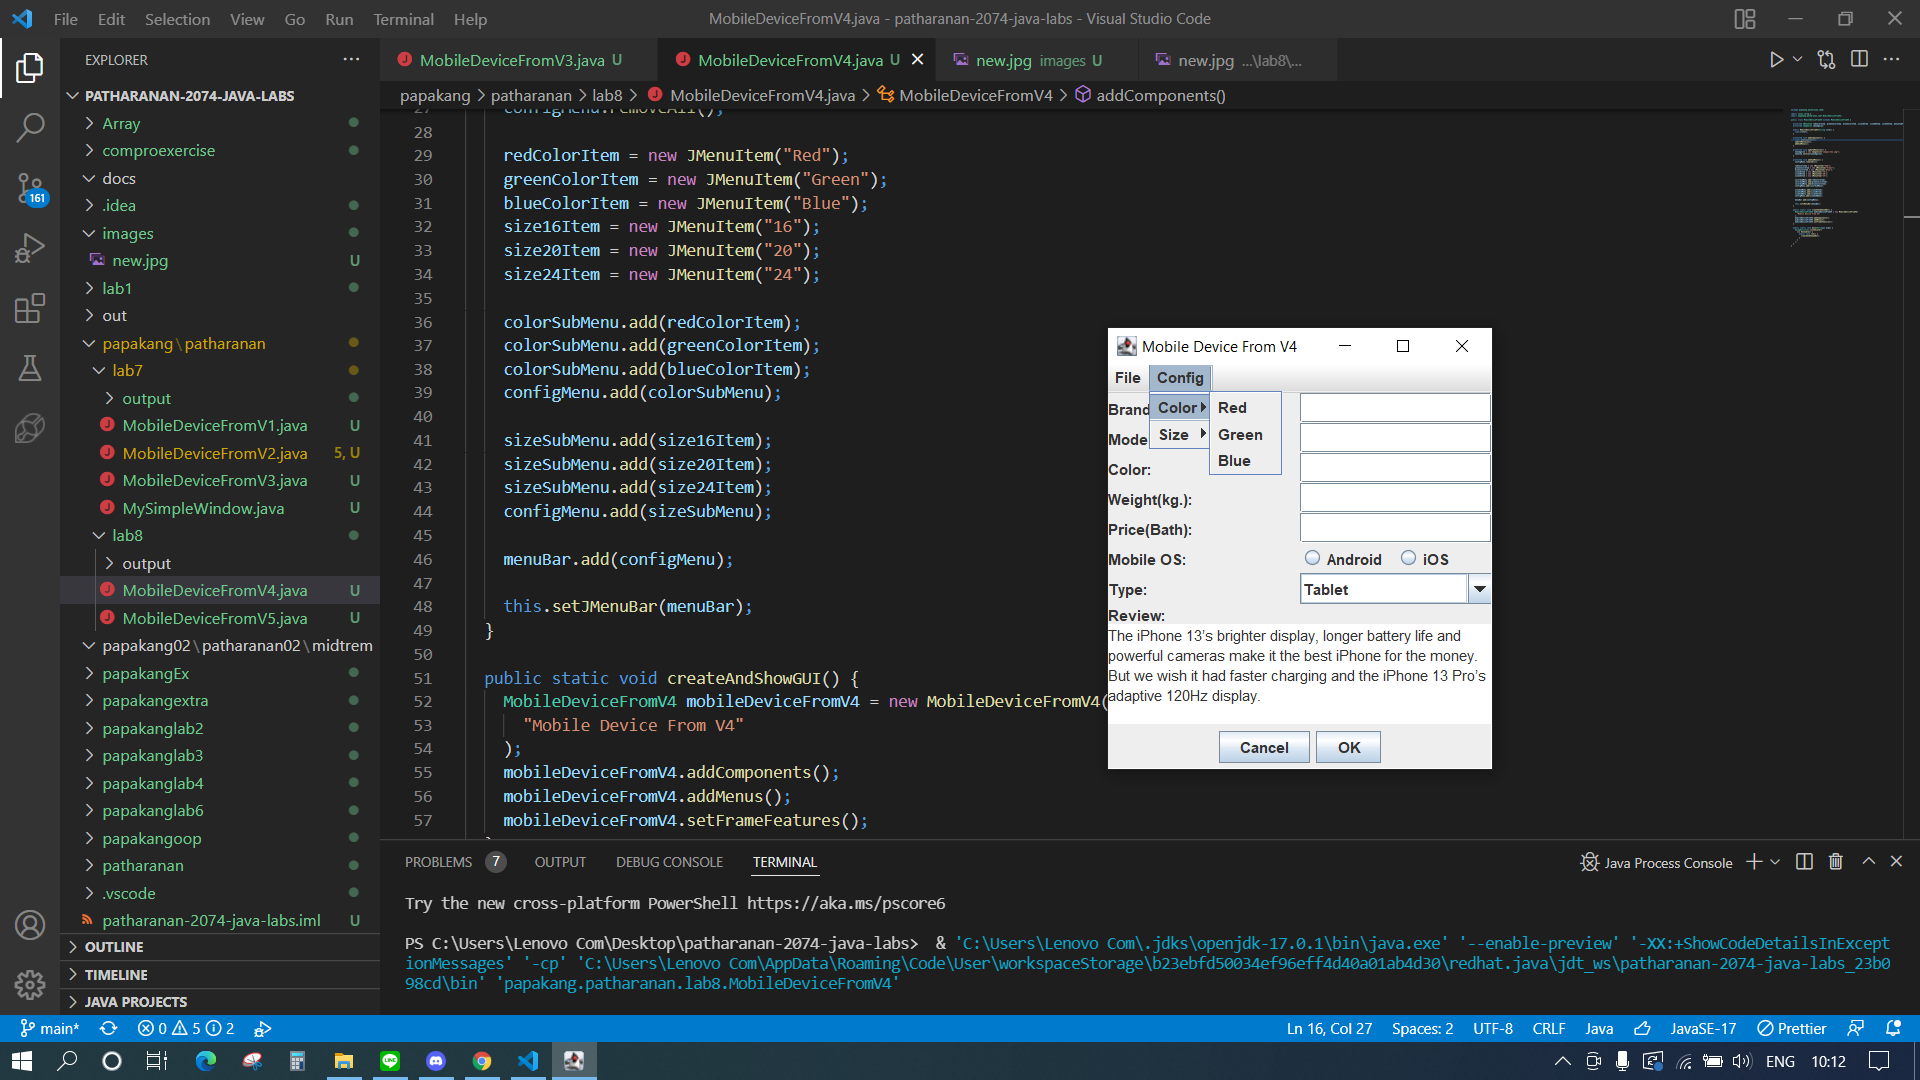 File Edit Selection View Go Run Terminal Help
MobileDeviceFromV4.java - patharanan-2074-java-labs - Visual Studio Code
EXPLORER
MobileDeviceFromV3.java U
MobileDeviceFromV4.java U
new.jpg images U
new.jpg ...\lab8\...
papakang > patharanan > lab8 > MobileDeviceFromV4.java > MobileDeviceFromV4 > addComponents()
PATHARANAN-2074-JAVA-LABS
Array
comproexercise
docs
.idea
images
new.jpg U
lab1
out
papakang\patharanan
lab7
output
MobileDeviceFromV1.java U
MobileDeviceFromV2.java 5, U
MobileDeviceFromV3.java U
MySimpleWindow.java U
lab8
output
MobileDeviceFromV4.java U
MobileDeviceFromV5.java U
papakang02\patharanan02\midtrem
papakangEx
papakangextra
papakanglab2
papakanglab3
papakanglab4
papakanglab6
papakangoop
patharanan
.vscode
patharanan-2074-java-labs.iml U
OUTLINE
TIMELINE
JAVA PROJECTS
27 configMenu.removeAll();
28
29 redColorItem = new JMenuItem("Red");
30 greenColorItem = new JMenuItem("Green");
31 blueColorItem = new JMenuItem("Blue");
32 size16Item = new JMenuItem("16");
33 size20Item = new JMenuItem("20");
34 size24Item = new JMenuItem("24");
35
36 colorSubMenu.add(redColorItem);
37 colorSubMenu.add(greenColorItem);
38 colorSubMenu.add(blueColorItem);
39 configMenu.add(colorSubMenu);
40
41 sizeSubMenu.add(size16Item);
42 sizeSubMenu.add(size20Item);
43 sizeSubMenu.add(size24Item);
44 configMenu.add(sizeSubMenu);
45
46 menuBar.add(configMenu);
47
48 this.setJMenuBar(menuBar);
49 }
50
51 public static void createAndShowGUI() {
52 MobileDeviceFromV4 mobileDeviceFromV4 = new MobileDeviceFromV4(
53 "Mobile Device From V4"
54 );
55 mobileDeviceFromV4.addComponents();
56 mobileDeviceFromV4.addMenus();
57 mobileDeviceFromV4.setFrameFeatures();
Mobile Device From V4
File Config
Brand
Color
Red
Size
Green
Blue
Mode
Color:
Weight(kg.):
Price(Bath):
Mobile OS: Android iOS
Type: Tablet
Review:
The iPhone 13's brighter display, longer battery life and
powerful cameras make it the best iPhone for the money.
But we wish it had faster charging and the iPhone 13 Pro's
adaptive 120Hz display.
Cancel OK
PROBLEMS 7 OUTPUT DEBUG CONSOLE TERMINAL
Java Process Console
Try the new cross-platform PowerShell https://aka.ms/pscore6
PS C:\Users\Lenovo Com\Desktop\patharanan-2074-java-labs> & 'C:\Users\Lenovo Com\.jdks\openjdk-17.0.1\bin\java.exe' '--enable-preview' '-XX:+ShowCodeDetailsInExcept
ionMessages' '-cp' 'C:\Users\Lenovo Com\AppData\Roaming\Code\User\workspaceStorage\b23ebfd50034ef96eff4d40a01ab4d30\redhat.java\jdt_ws\patharanan-2074-java-labs_23b0
98cd\bin' 'papakang.patharanan.lab8.MobileDeviceFromV4'
161
main* 0 5 2
Ln 16, Col 27 Spaces: 2 UTF-8 CRLF Java JavaSE-17 Prettier
ENG 10:12